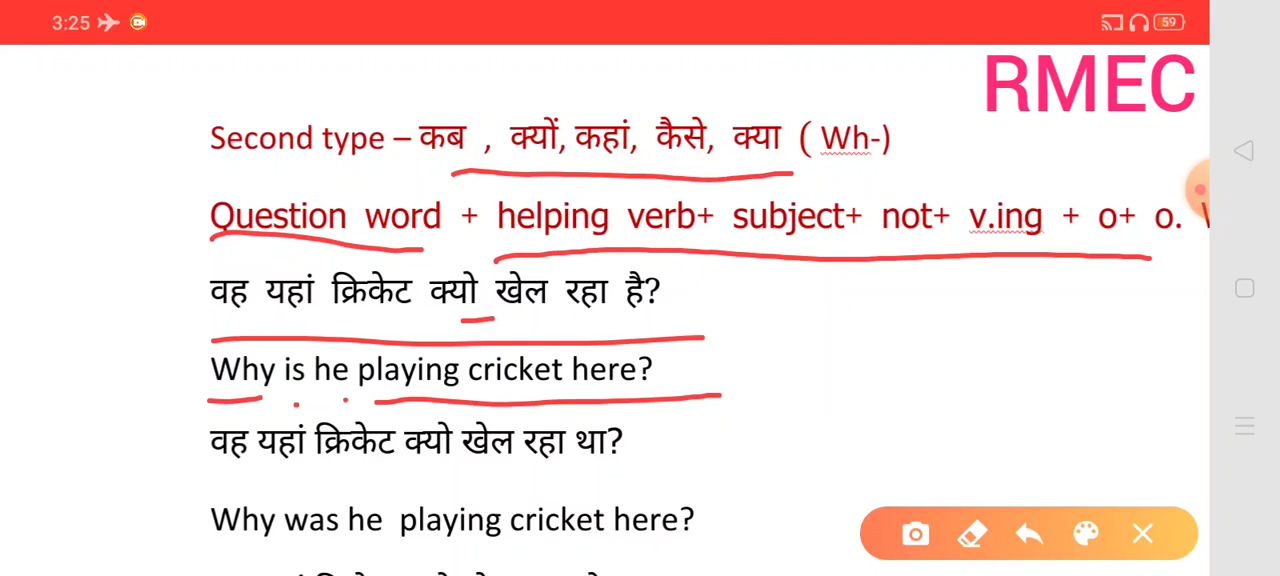 3:25 59
RMEC
Second type – कब , क्यों, कहां, कैसे, क्या ( Wh-)
Question word + helping verb+ subject+ not+ v.ing + o+ o.
वह यहां क्रिकेट क्यो खेल रहा है?
Why is he playing cricket here?
वह यहां क्रिकेट क्यो खेल रहा था?
Why was he playing cricket here?